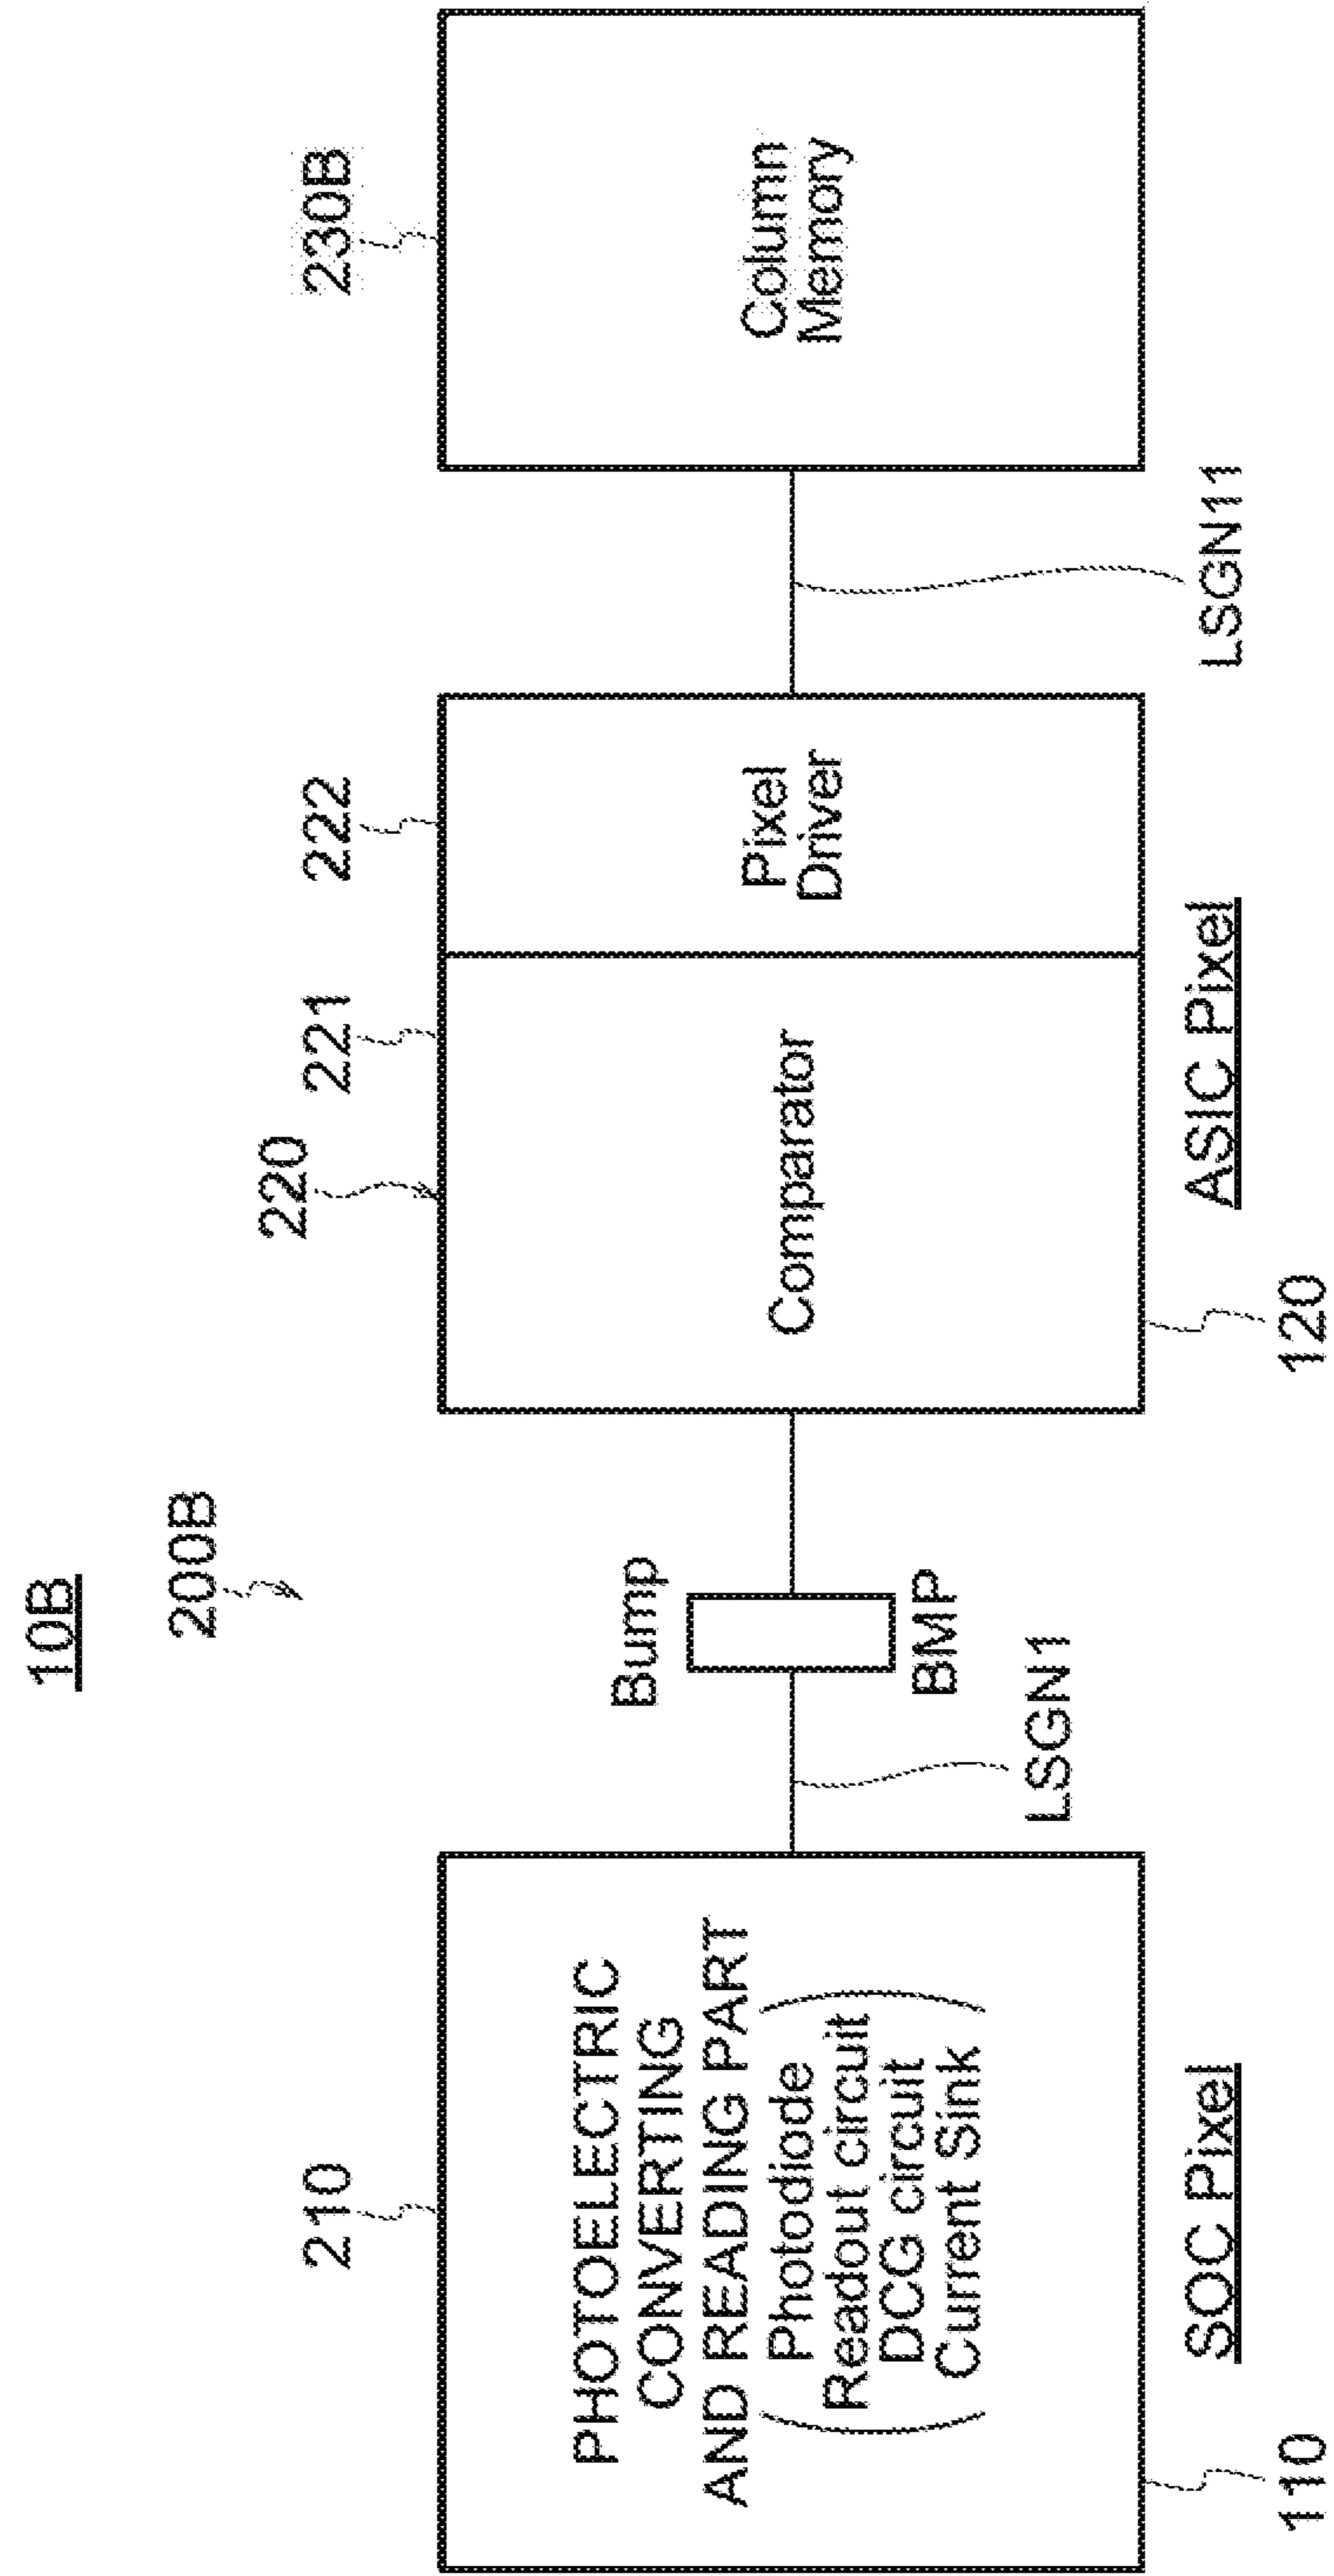 10B
200B
210
220
221
222
230B
PHOTOELECTRIC
CONVERTING
AND READING PART
Photodiode
Readout circuit
DCG circuit
Current Sink
Bump
BMP
Comparator
Pixel
Driver
Column
Memory
LSGN1
LSGN11
SOC Pixel
ASIC Pixel
110
120